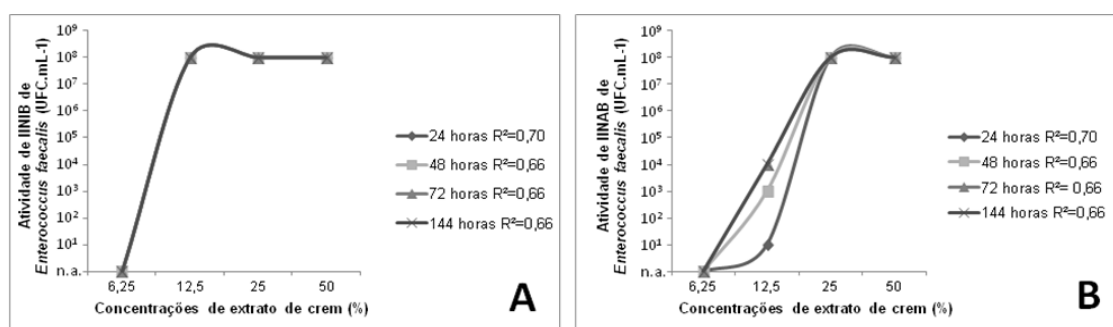 Atividade de IINIB de
Enterococcus faecalis (UFC.mL-1)
10⁹
10⁸
10⁷
10⁶
10⁵
10⁴
10³
10²
10¹
n.a.
6,25 12,5 25 50
Concentrações de extrato de crem (%)
24 horas R²=0,70
48 horas R²=0,66
72 horas R²=0,66
144 horas R²=0,66
A
Atividade de IINAB de
Enterococcus faecalis (UFC.mL-1)
10⁹
10⁸
10⁷
10⁶
10⁵
10⁴
10³
10²
10¹
n.a.
6,25 12,5 25 50
Concentrações de extrato de crem (%)
24 horas R²=0,70
48 horas R²=0,66
72 horas R²= 0,66
144 horas R²=0,66
B